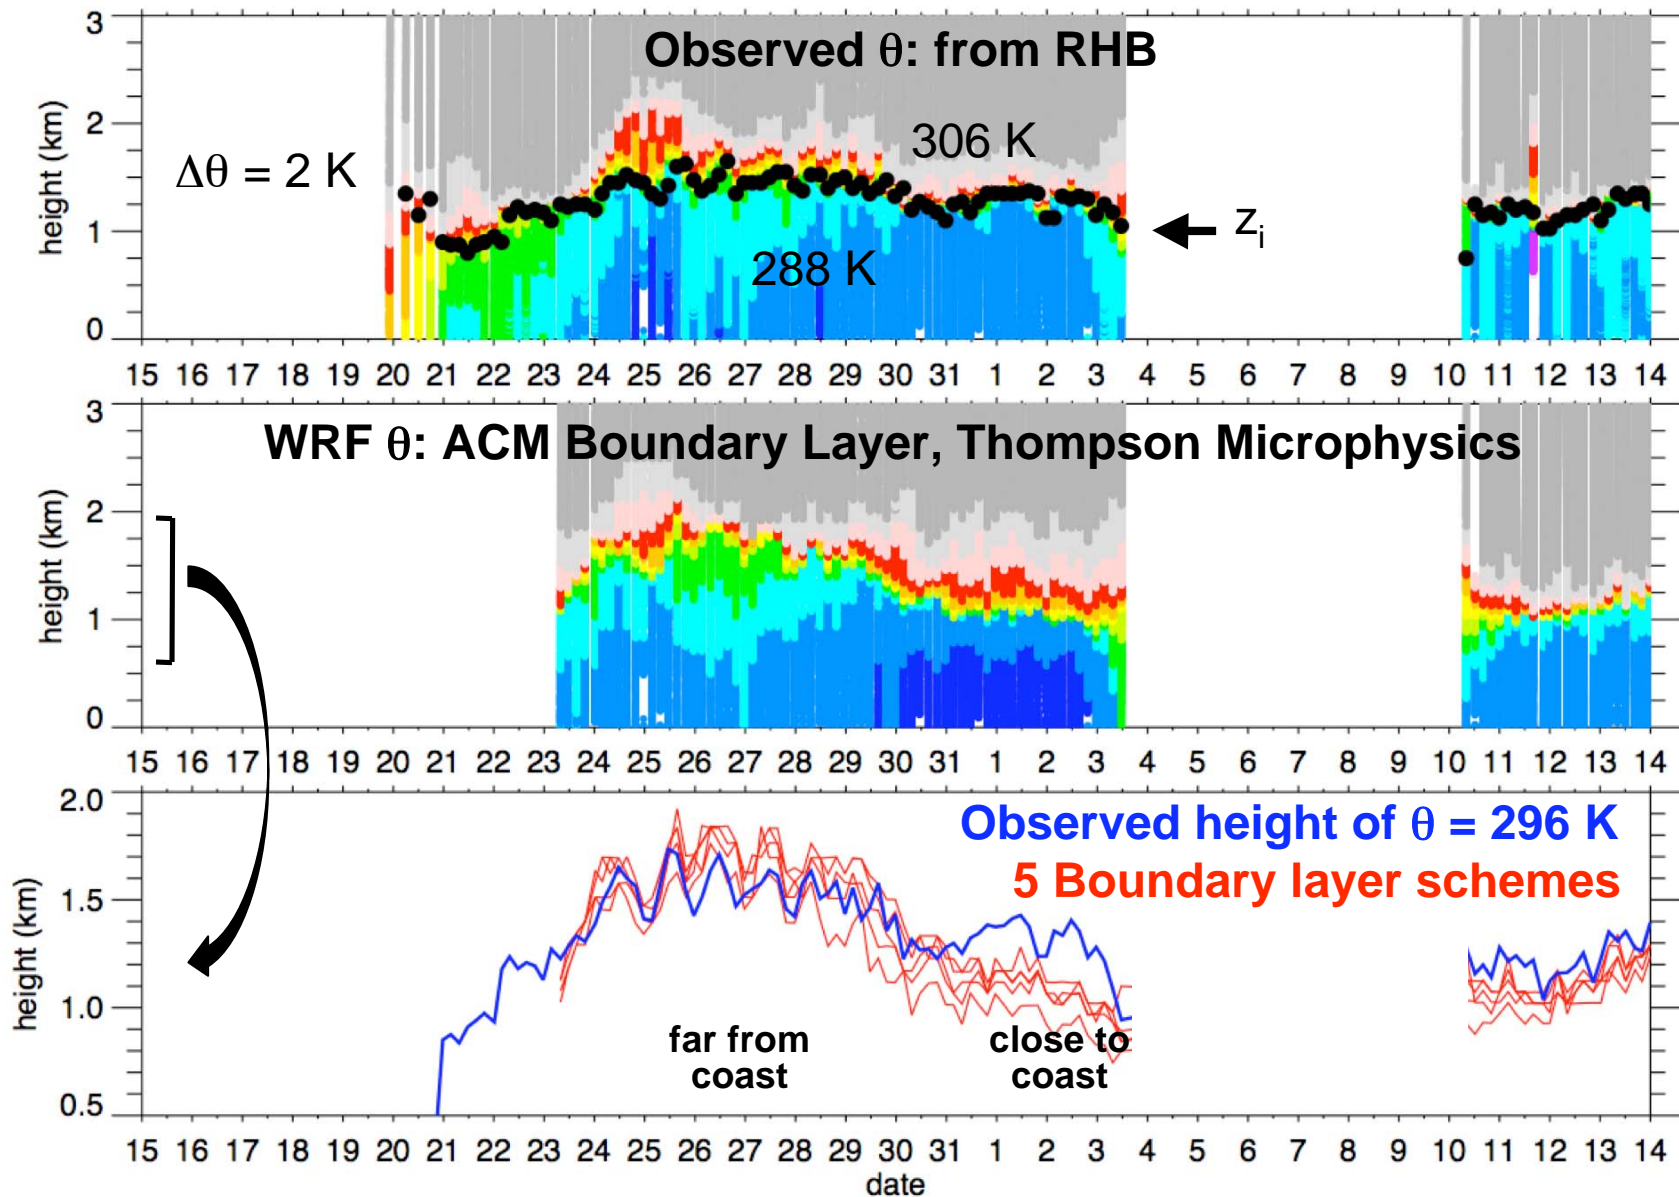 Observed θ: from RHB
3
2
1
0
height (km)
Δθ = 2 K
306 K
288 K
z_i
15 16 17 18 19 20 21 22 23 24 25 26 27 28 29 30 31 1 2 3 4 5 6 7 8 9 10 11 12 13 14
WRF θ: ACM Boundary Layer, Thompson Microphysics
3
2
1
0
height (km)
15 16 17 18 19 20 21 22 23 24 25 26 27 28 29 30 31 1 2 3 4 5 6 7 8 9 10 11 12 13 14
2.0
1.5
1.0
0.5
height (km)
Observed height of θ = 296 K
5 Boundary layer schemes
far from
coast
close to
coast
15 16 17 18 19 20 21 22 23 24 25 26 27 28 29 30 31 1 2 3 4 5 6 7 8 9 10 11 12 13 14
date